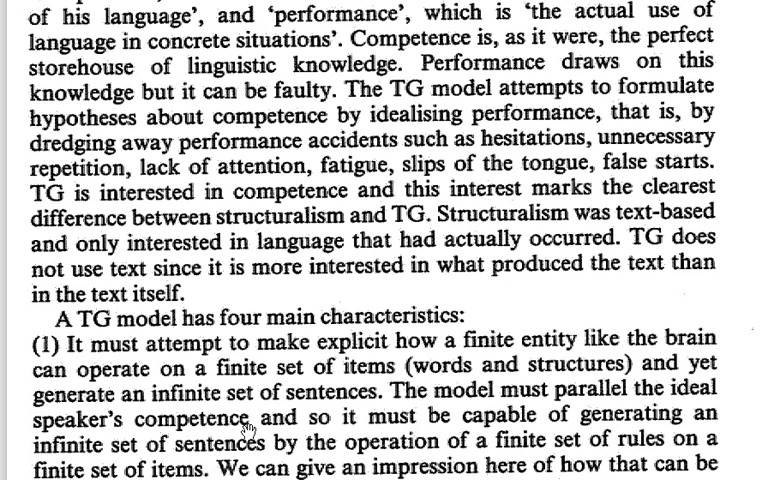 of his language’, and ‘performance’, which is ‘the actual use of
language in concrete situations’. Competence is, as it were, the perfect
storehouse of linguistic knowledge. Performance draws on this
knowledge but it can be faulty. The TG model attempts to formulate
hypotheses about competence by idealising performance, that is, by
dredging away performance accidents such as hesitations, unnecessary
repetition, lack of attention, fatigue, slips of the tongue, false starts.
TG is interested in competence and this interest marks the clearest
difference between structuralism and TG. Structuralism was text-based
and only interested in language that had actually occurred. TG does
not use text since it is more interested in what produced the text than
in the text itself.
A TG model has four main characteristics:
(1) It must attempt to make explicit how a finite entity like the brain
can operate on a finite set of items (words and structures) and yet
generate an infinite set of sentences. The model must parallel the ideal
speaker’s competence and so it must be capable of generating an
infinite set of sentences by the operation of a finite set of rules on a
finite set of items. We can give an impression here of how that can be